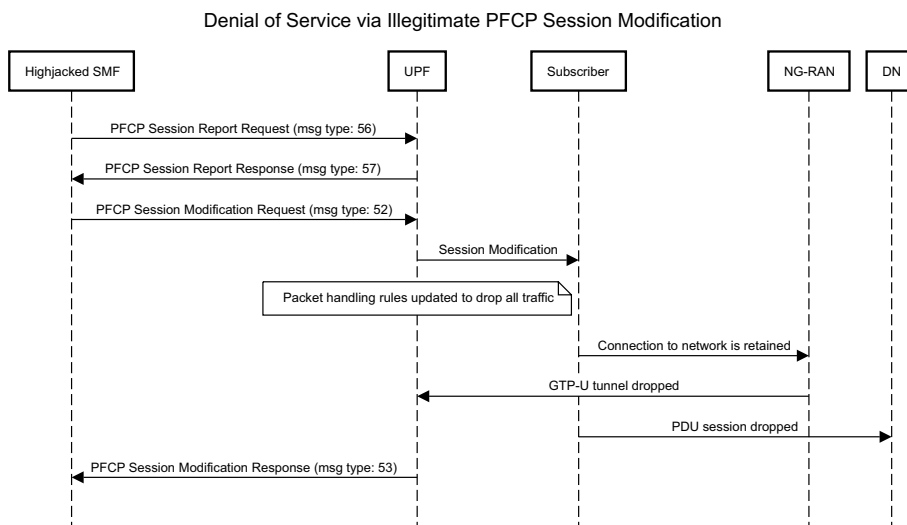 Denial of Service via Illegitimate PFCP Session Modification
Highjacked SMF
UPF
Subscriber
NG-RAN
DN
PFCP Session Report Request (msg type: 56)
PFCP Session Report Response (msg type: 57)
PFCP Session Modification Request (msg type: 52)
Session Modification
Packet handling rules updated to drop all traffic
Connection to network is retained
GTP-U tunnel dropped
PDU session dropped
PFCP Session Modification Response (msg type: 53)